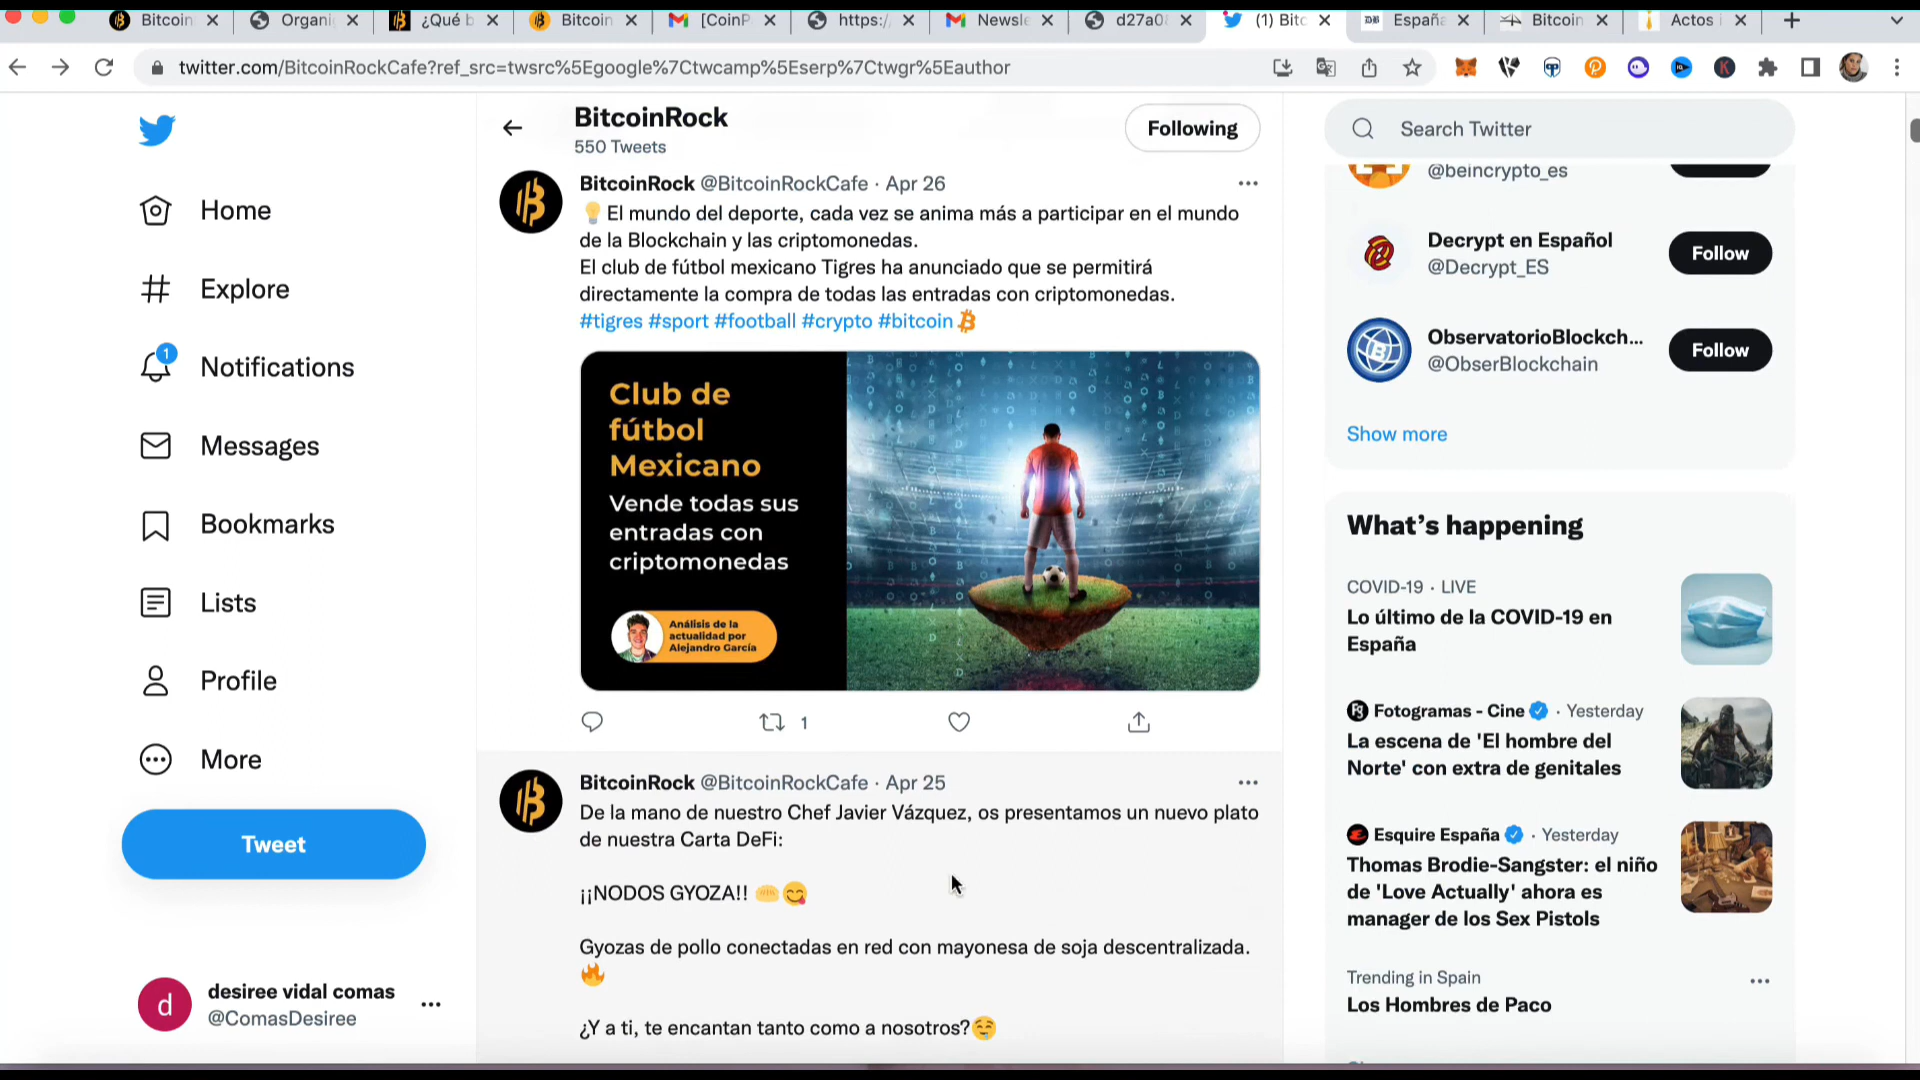 Bitcoin
Organi
¿Qué b
Bitcoin
[CoinP
https:/
Newsle
d27a0
(1) Bitc
España
Bitcoin
Actos
twitter.com/BitcoinRockCafe?ref_src=twsrc%5Egoogle%7Ctwcamp%5Eserp%7Ctwgr%5Eauthor
Home
Explore
1
Notifications
Messages
Bookmarks
Lists
Profile
More
Tweet
d
desiree vidal comas
@ComasDesiree
BitcoinRock
550 Tweets
Following
BitcoinRock @BitcoinRockCafe · Apr 26
El mundo del deporte, cada vez se anima más a participar en el mundo
de la Blockchain y las criptomonedas.
El club de fútbol mexicano Tigres ha anunciado que se permitirá
directamente la compra de todas las entradas con criptomonedas.
#tigres #sport #football #crypto #bitcoin
Club de
fútbol
Mexicano
Vende todas sus
entradas con
criptomonedas
Análisis de la
actualidad por
Alejandro García
1
BitcoinRock @BitcoinRockCafe · Apr 25
De la mano de nuestro Chef Javier Vázquez, os presentamos un nuevo plato
de nuestra Carta DeFi:
¡¡NODOS GYOZA!!
Gyozas de pollo conectadas en red con mayonesa de soja descentralizada.
¿Y a ti, te encantan tanto como a nosotros?
Search Twitter
@beincrypto_es
Decrypt en Español
@Decrypt_ES
Follow
ObservatorioBlockch...
@ObserBlockchain
Follow
Show more
What's happening
COVID-19 · LIVE
Lo último de la COVID-19 en
España
Fotogramas - Cine · Yesterday
La escena de 'El hombre del
Norte' con extra de genitales
Esquire España · Yesterday
Thomas Brodie-Sangster: el niño
de 'Love Actually' ahora es
manager de los Sex Pistols
Trending in Spain
Los Hombres de Paco